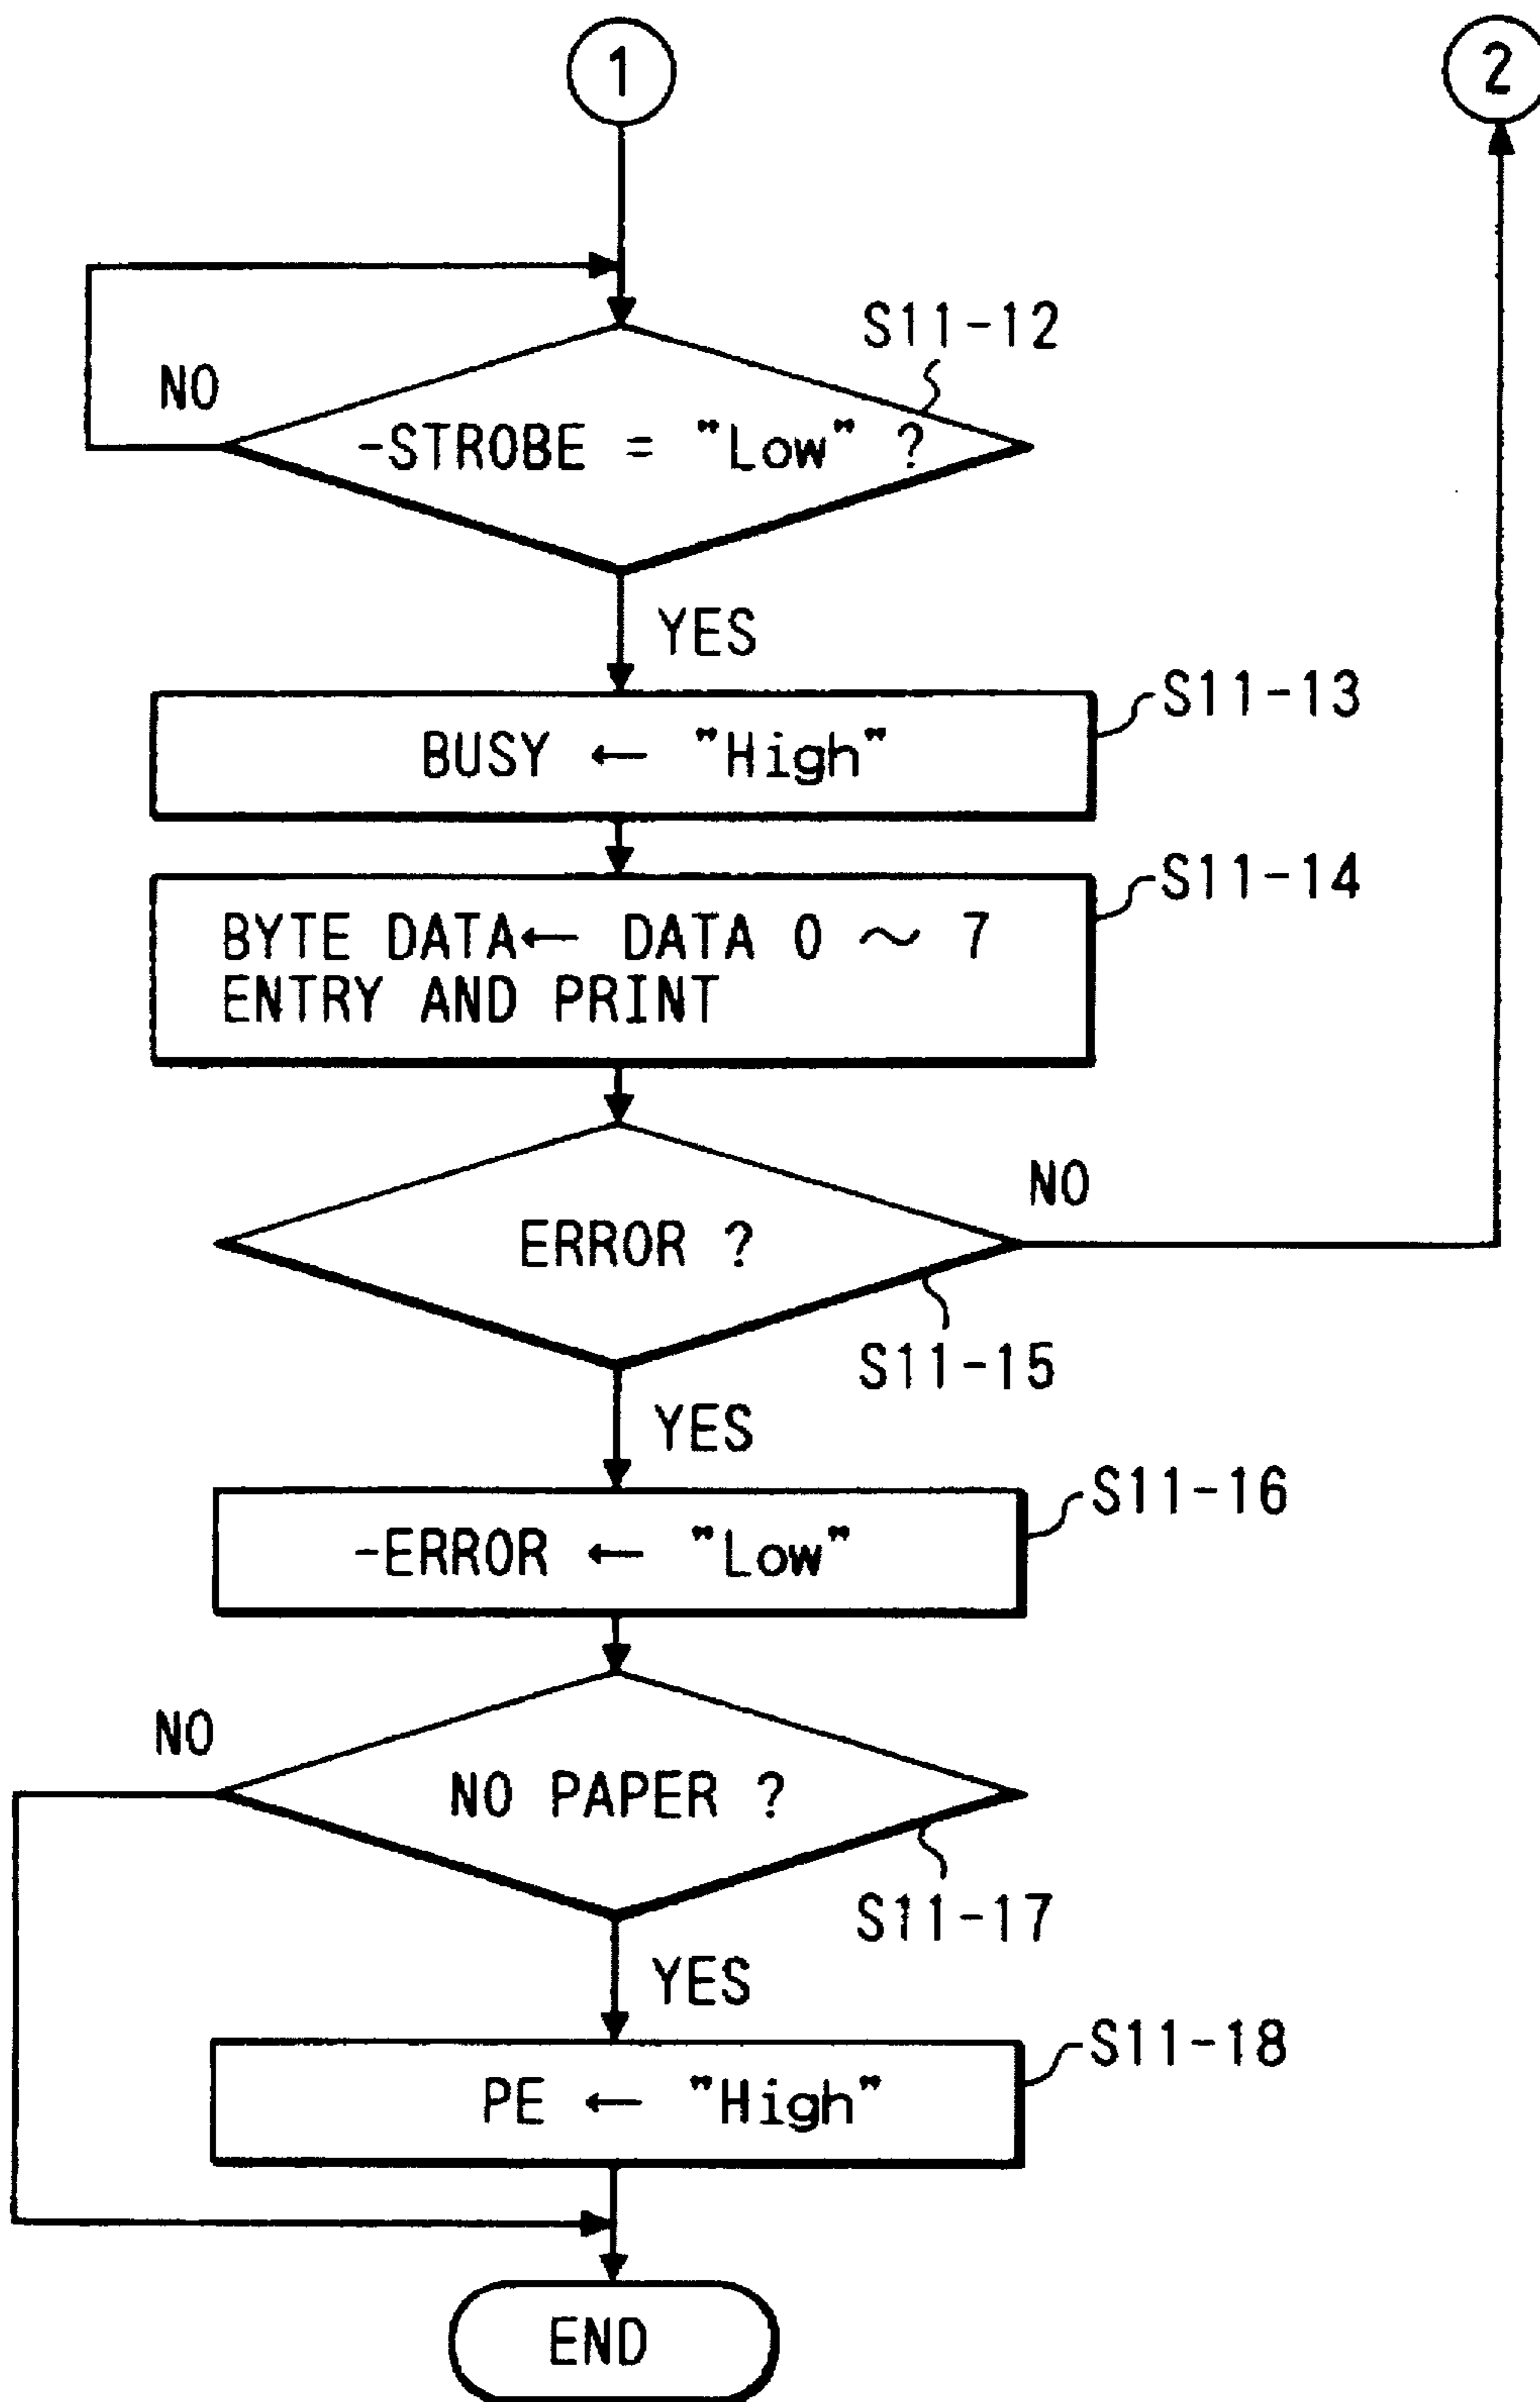 1
2
S11-12
NO
-STROBE = "Low" ?
YES
S11-13
BUSY ← "High"
S11-14
BYTE DATA← DATA 0 ~ 7
ENTRY AND PRINT
NO
ERROR ?
S11-15
YES
S11-16
-ERROR ← "Low"
NO
NO PAPER ?
S11-17
YES
S11-18
PE ← "High"
END